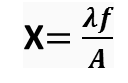 X = λf / A